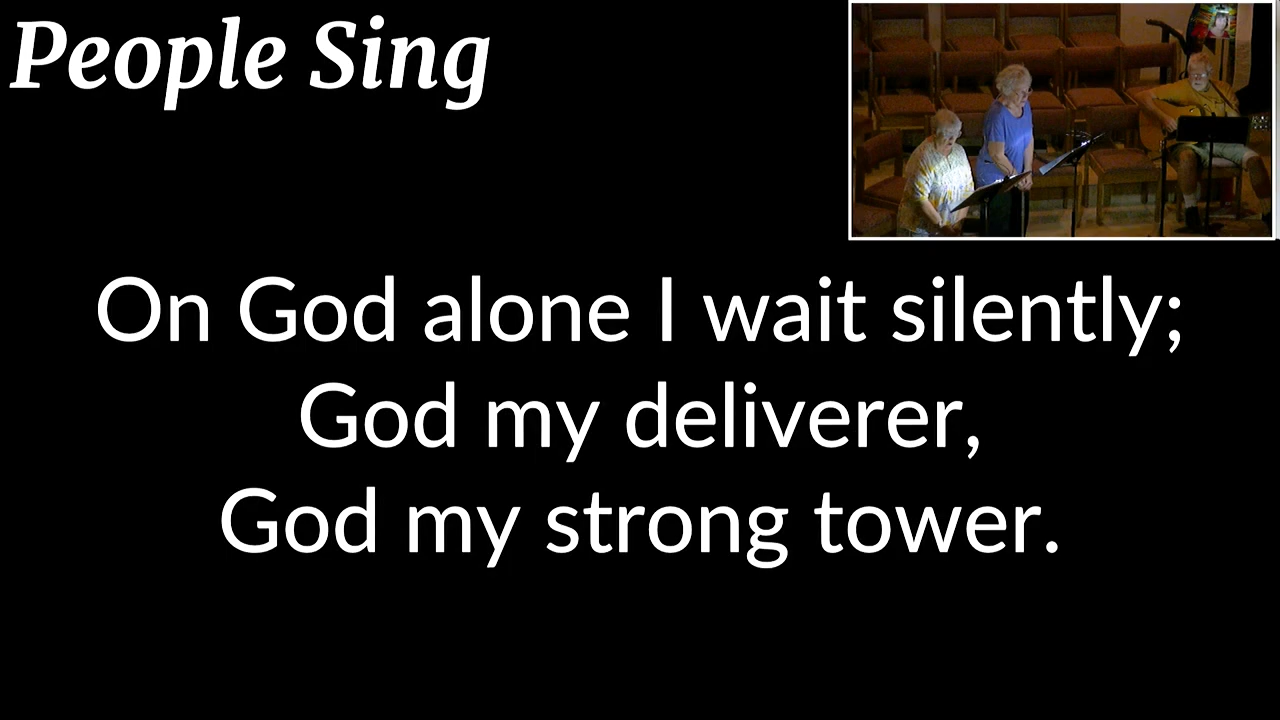 People Sing
On God alone I wait silently;
God my deliverer,
God my strong tower.